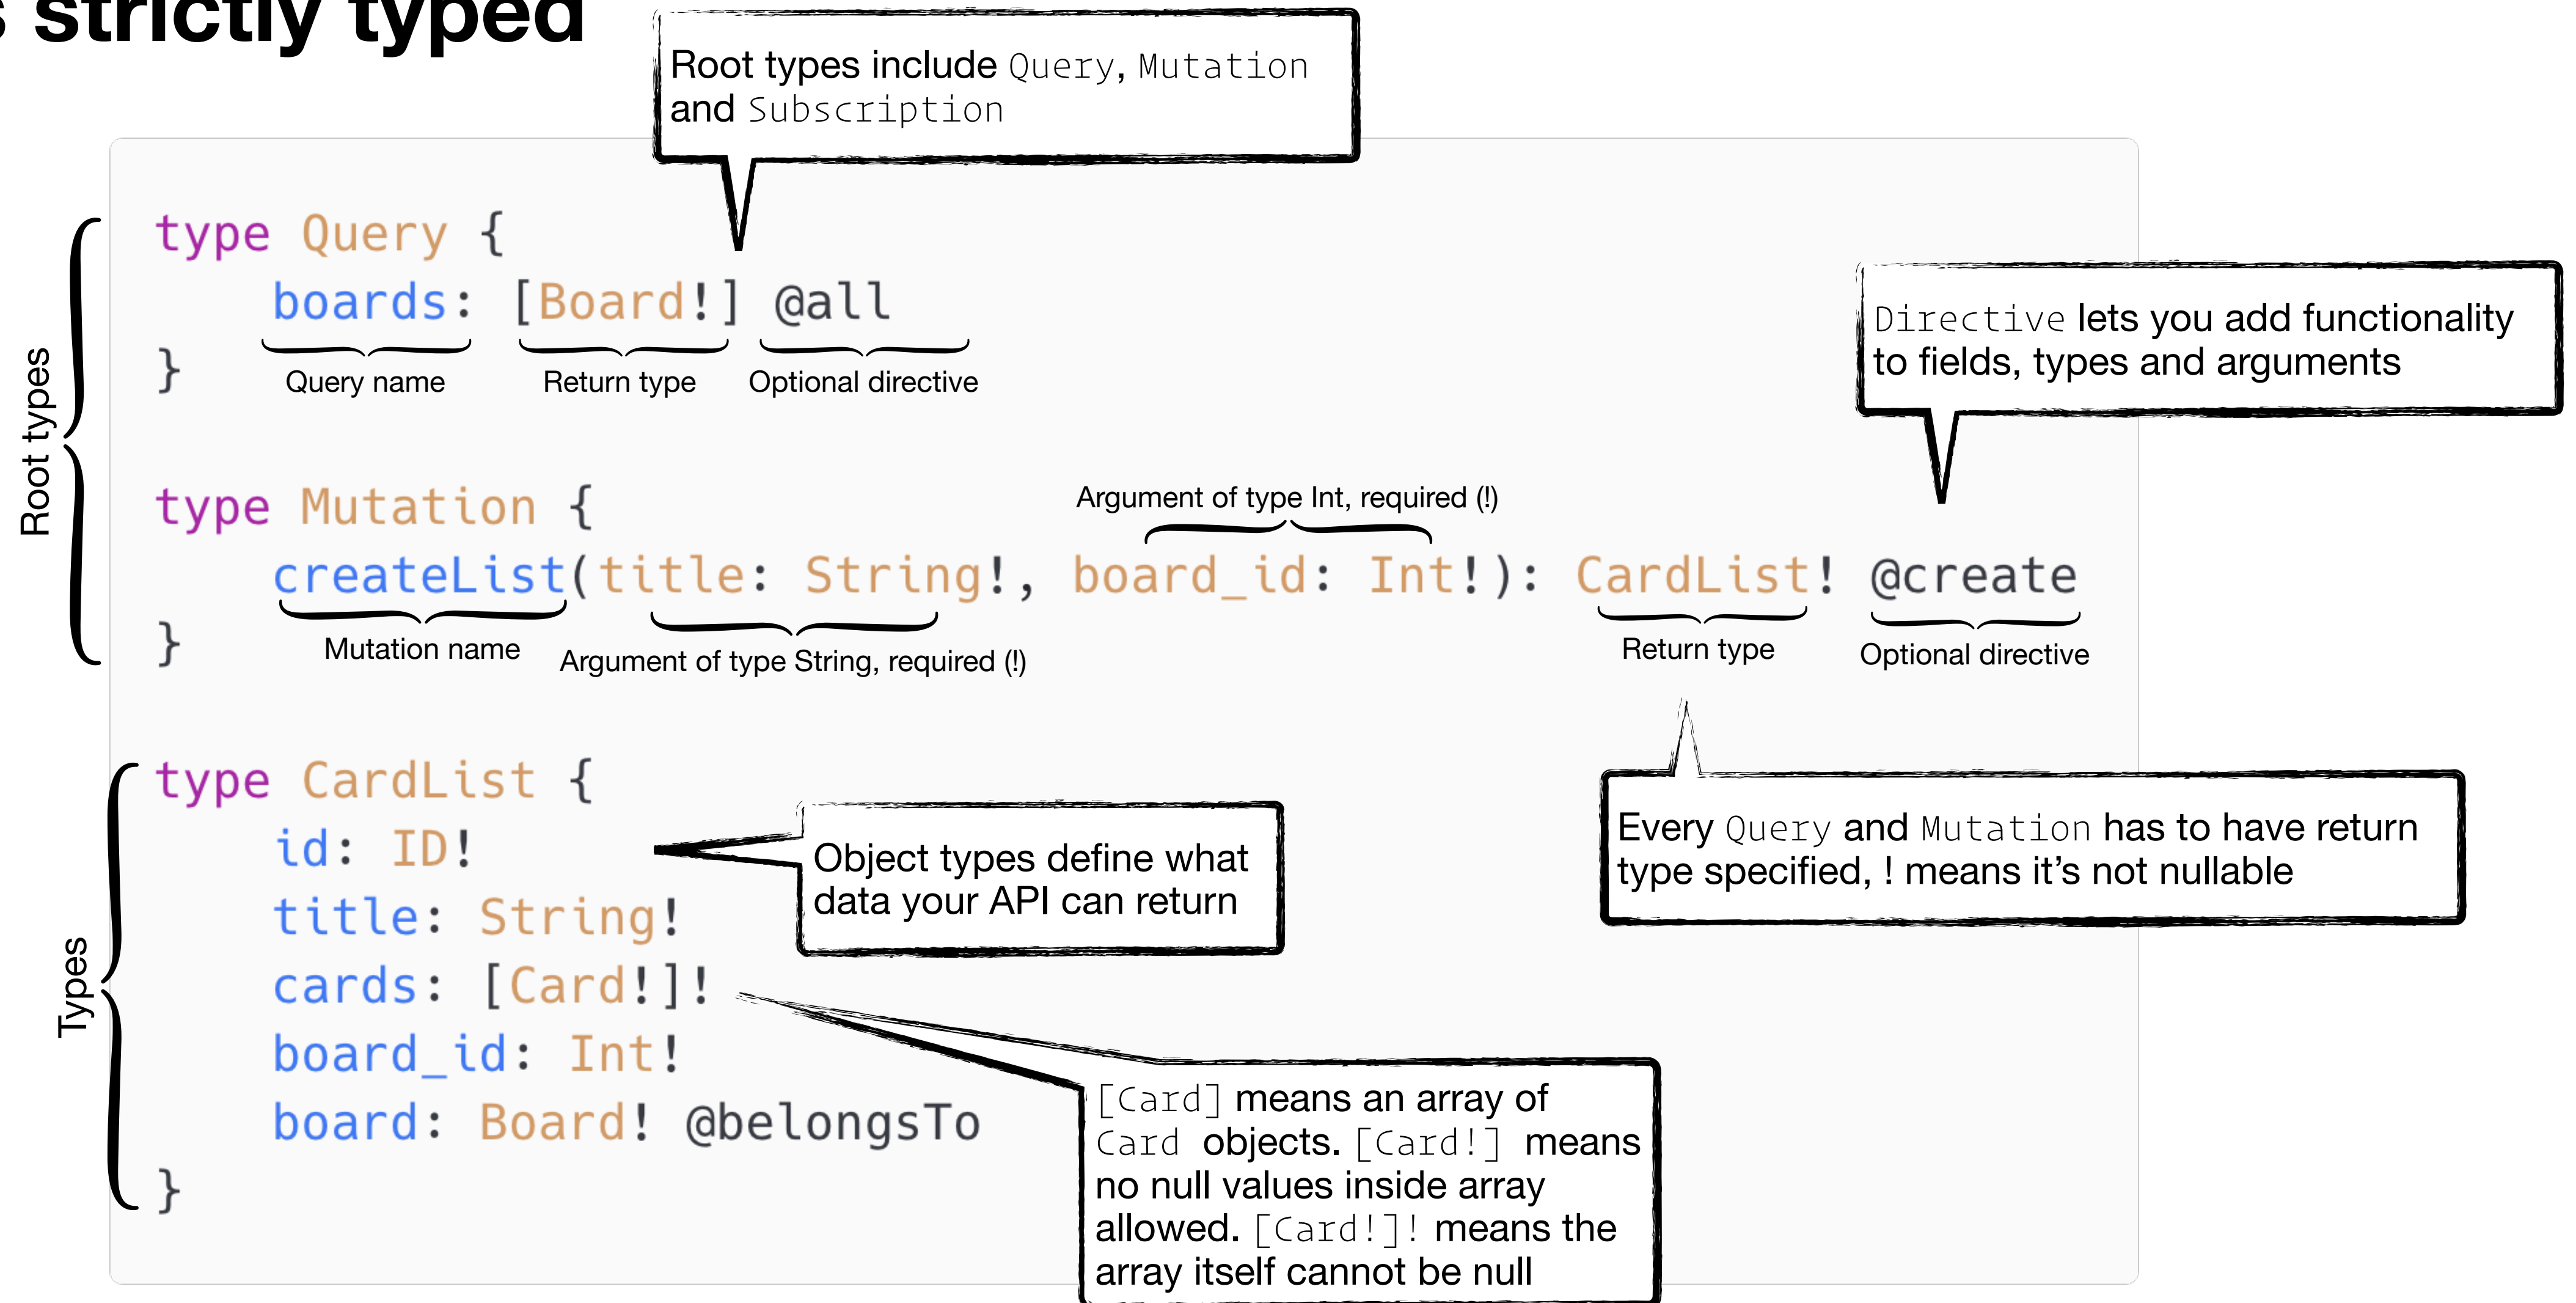 s strictly typed
Root types include Query, Mutation
and Subscription
type Query {
boards: [Board!] @all
}
Query name
Return type
Optional directive
Directive lets you add functionality
to fields, types and arguments
Root types
Argument of type Int, required (!)
type Mutation {
createList(title: String!, board_id: Int!): CardList! @create
}
Mutation name
Argument of type String, required (!)
Return type
Optional directive
Every Query and Mutation has to have return
type specified, ! means it’s not nullable
Types
type CardList {
id: ID!
title: String!
cards: [Card!]!
board_id: Int!
board: Board! @belongsTo
}
Object types define what
data your API can return
[Card] means an array of
Card objects. [Card!] means
no null values inside array
allowed. [Card!]! means the
array itself cannot be null